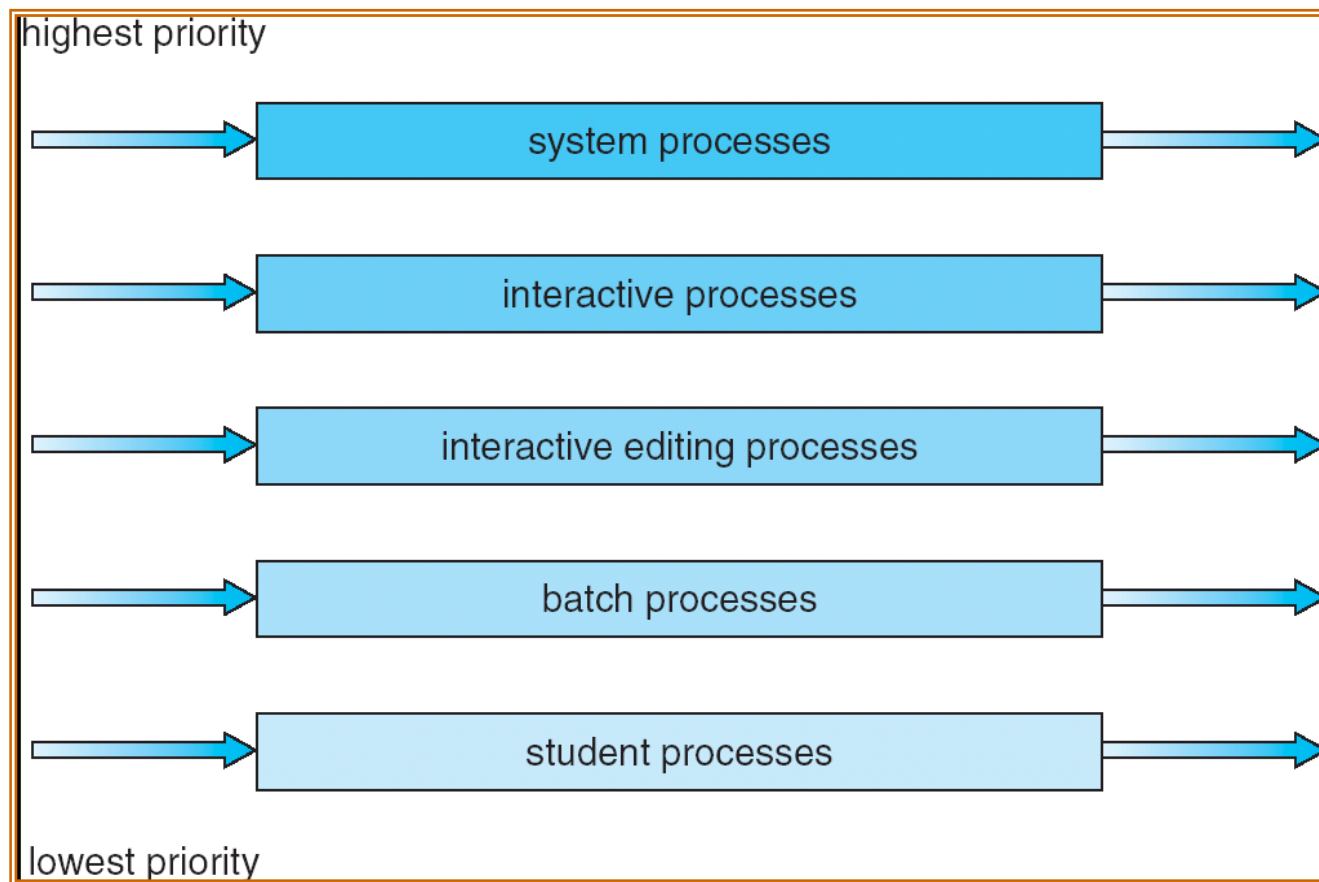 highest priority
system processes
interactive processes
interactive editing processes
batch processes
student processes
lowest priority